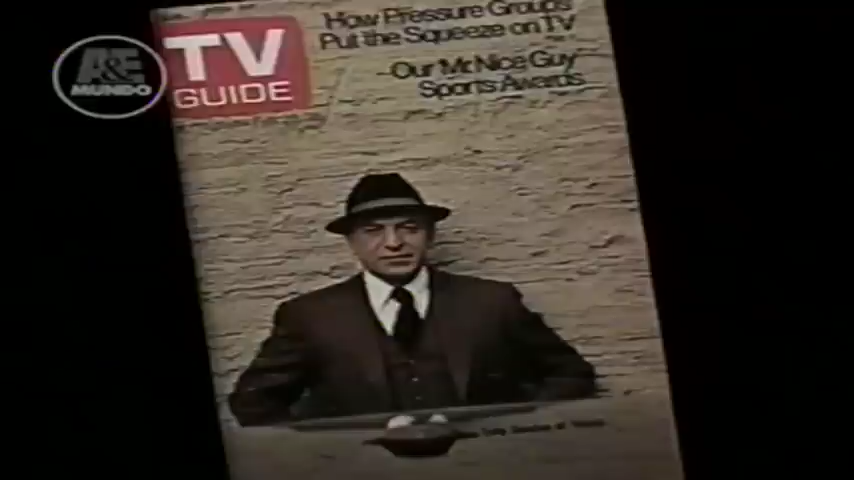 A&E
MUNDO
TV
GUIDE
How Pressure Groups
Put the Squeeze on TV
Our Mr. Nice Guy
Sports Awards